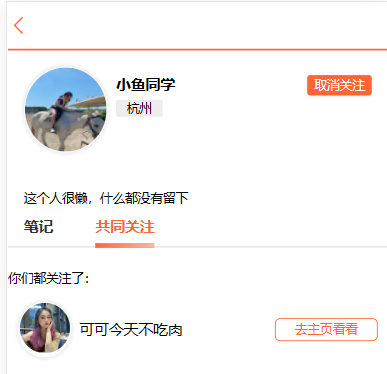 小鱼同学
取消关注
杭州
这个人很懒，什么都没有留下
笔记
共同关注
你们都关注了：
可可今天不吃肉
去主页看看